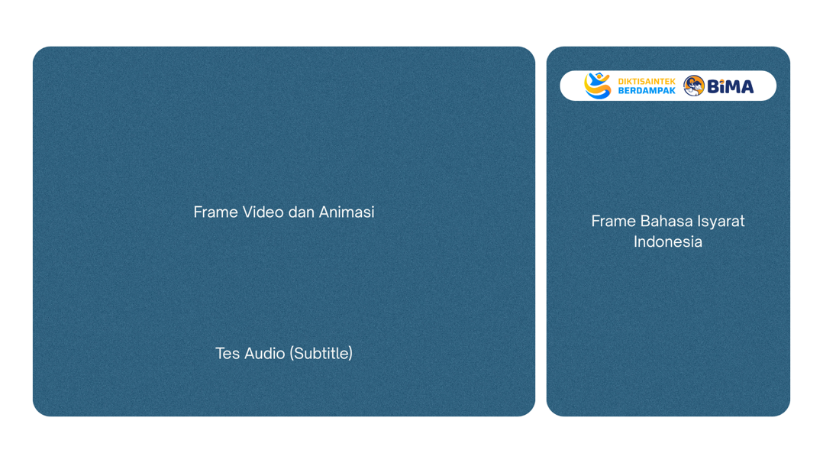 Frame Video dan Animasi
Tes Audio (Subtitle)
DIKTISAINTEK
BERDAMPAK
BiMA
Frame Bahasa Isyarat
Indonesia